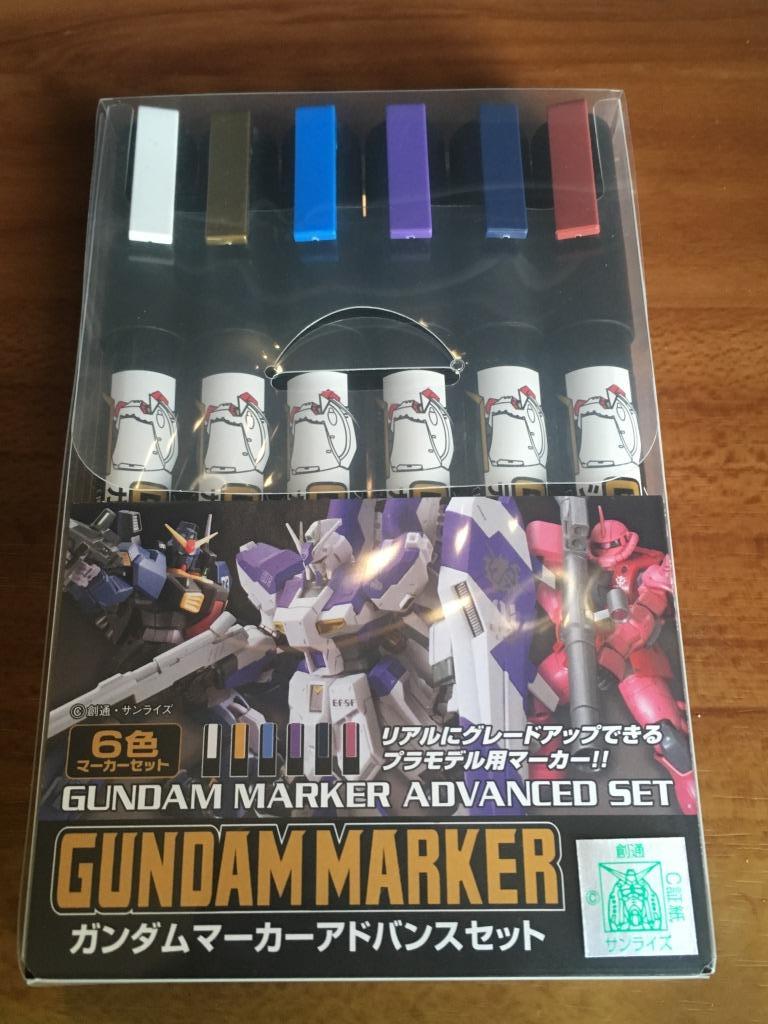 ©創通・サンライズ
6色
マーカーセット
リアルにグレードアップできる
プラモデル用マーカー!!
EFSF
GUNDAM MARKER ADVANCED SET
GUNDAM MARKER
ガンダムマーカーアドバンスセット
創通
©
C証紙
サンライズ